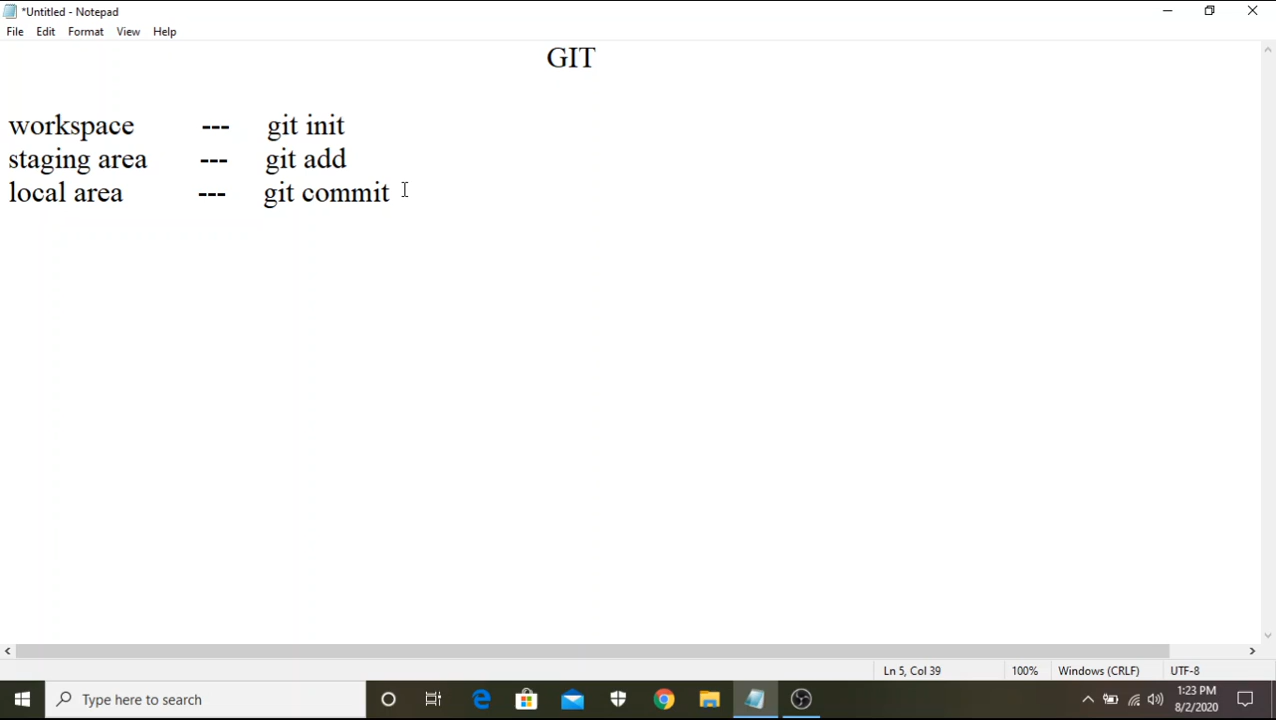 *Untitled - Notepad
File Edit Format View Help
GIT
workspace --- git init
staging area --- git add
local area --- git commit
Ln 5, Col 39 100% Windows (CRLF) UTF-8
Type here to search
1:23 PM
8/2/2020